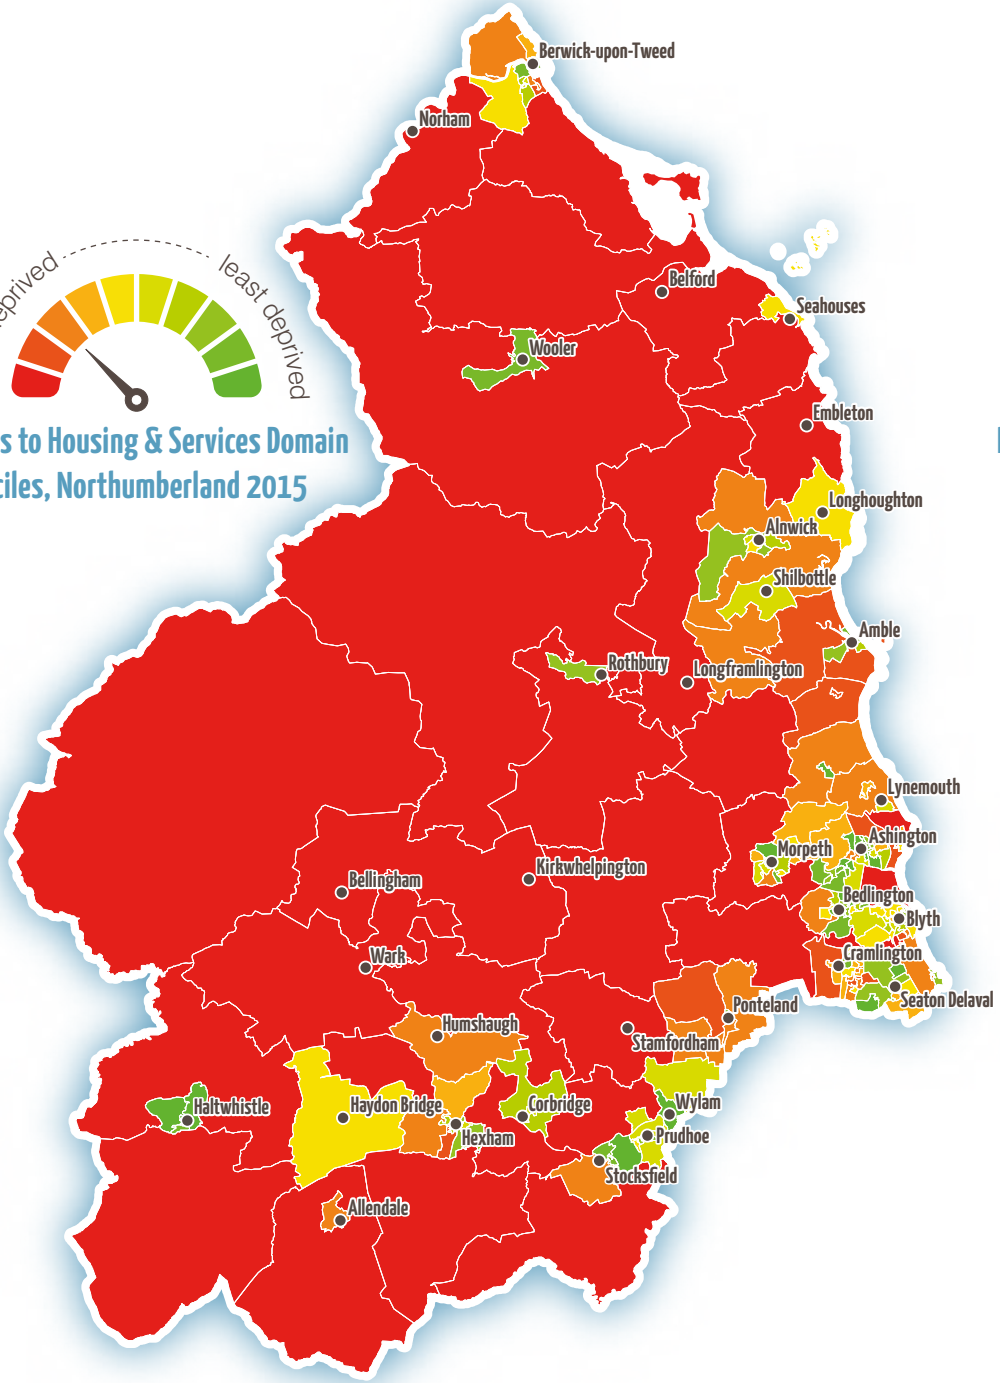 Berwick-upon-Tweed
Norham
least deprived
Belford
Seahouses
Wooler
Embleton
to Housing & Services Domain
Northumberland 2015
Longhoughton
Alnwick
Shilbottle
Amble
Rothbury
Longframlington
Lynemouth
Ashington
Morpeth
Kirkwhelpington
Bellingham
Bedlington
Blyth
Wark
Cramlington
Seaton Delaval
Ponteland
Humshaugh
Stamfordham
Haltwhistle
Haydon Bridge
Corbridge
Wylam
Hexham
Prudhoe
Stocksfield
Allendale